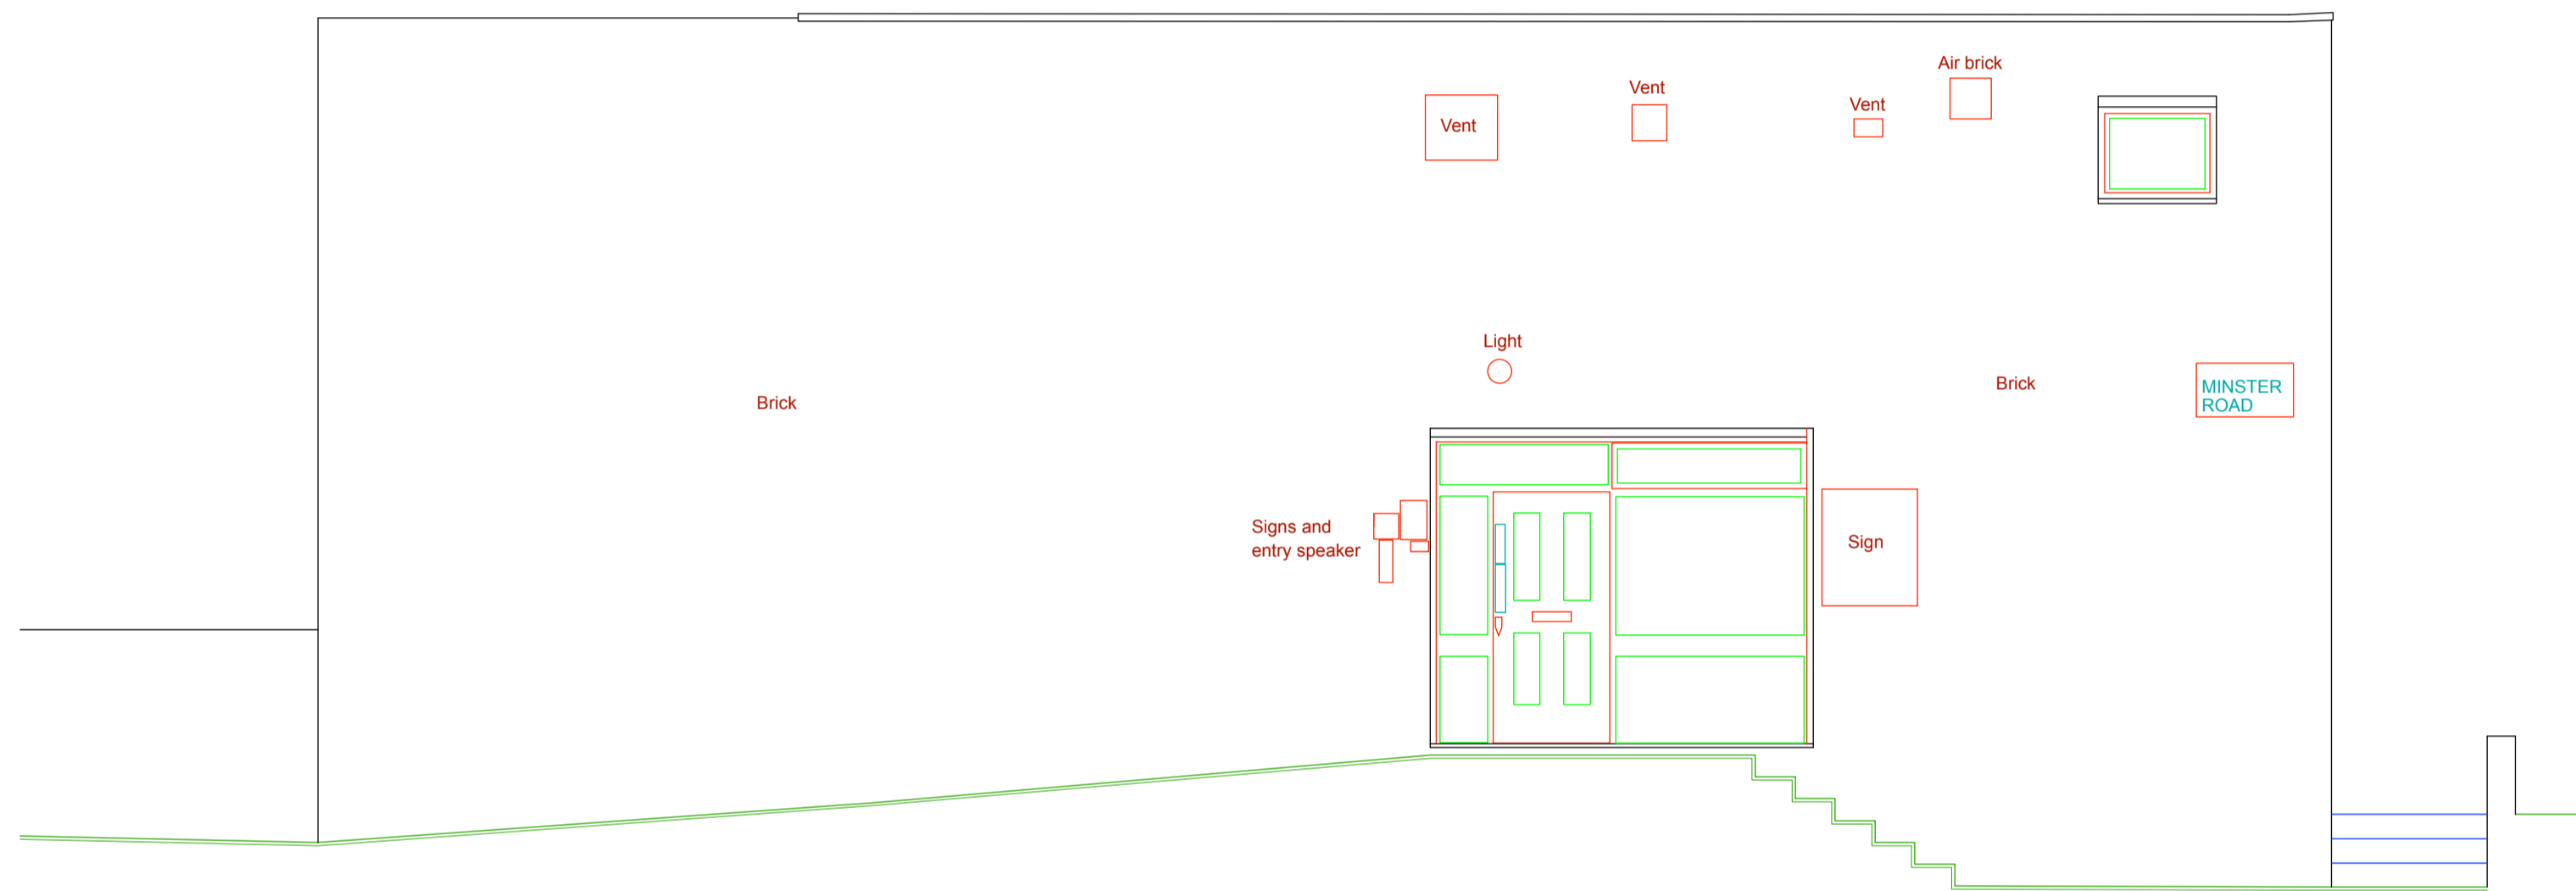 Air brick
Vent
Vent
Vent
Light
Brick
MINSTER
ROAD
Brick
Signs and
entry speaker
Sign